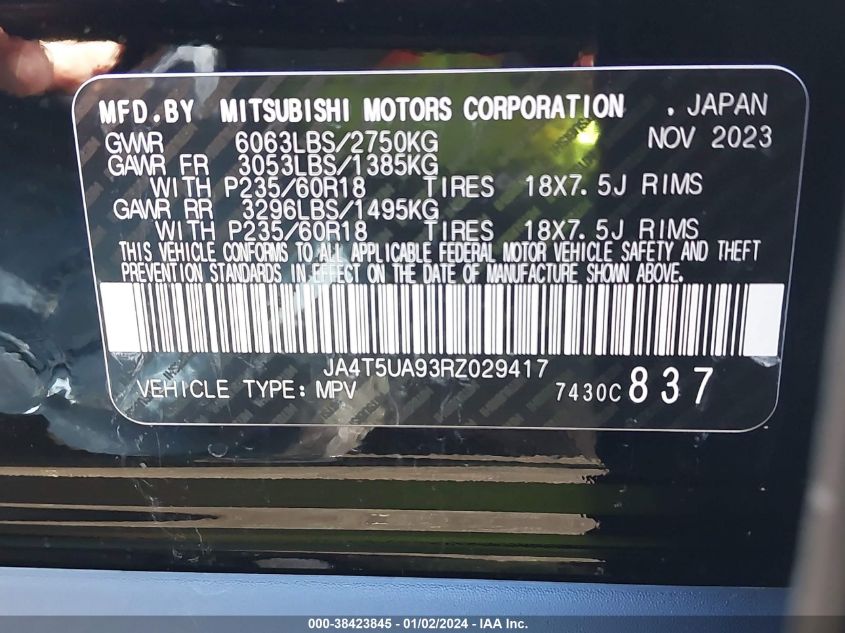 MFD.BY MITSUBISHI MOTORS CORPORATION . JAPAN
GVWR 6063LBS/2750KG NOV 2023
GAWR FR 3053LBS/1385KG
WITH P235/60R18 TIRES 18X7.5J RIMS
GAWR RR 3296LBS/1495KG
WITH P235/60R18 TIRES 18X7.5J RIMS
THIS VEHICLE CONFORMS TO ALL APPLICABLE FEDERAL MOTOR VEHICLE SAFETY AND THEFT
PREVENTION STANDARDS IN EFFECT ON THE DATE OF MANUFACTURE SHOWN ABOVE.
JA4T5UA93RZ029417
VEHICLE TYPE: MPV 7430C 837
000-38423845 - 01/02/2024 - IAA Inc.